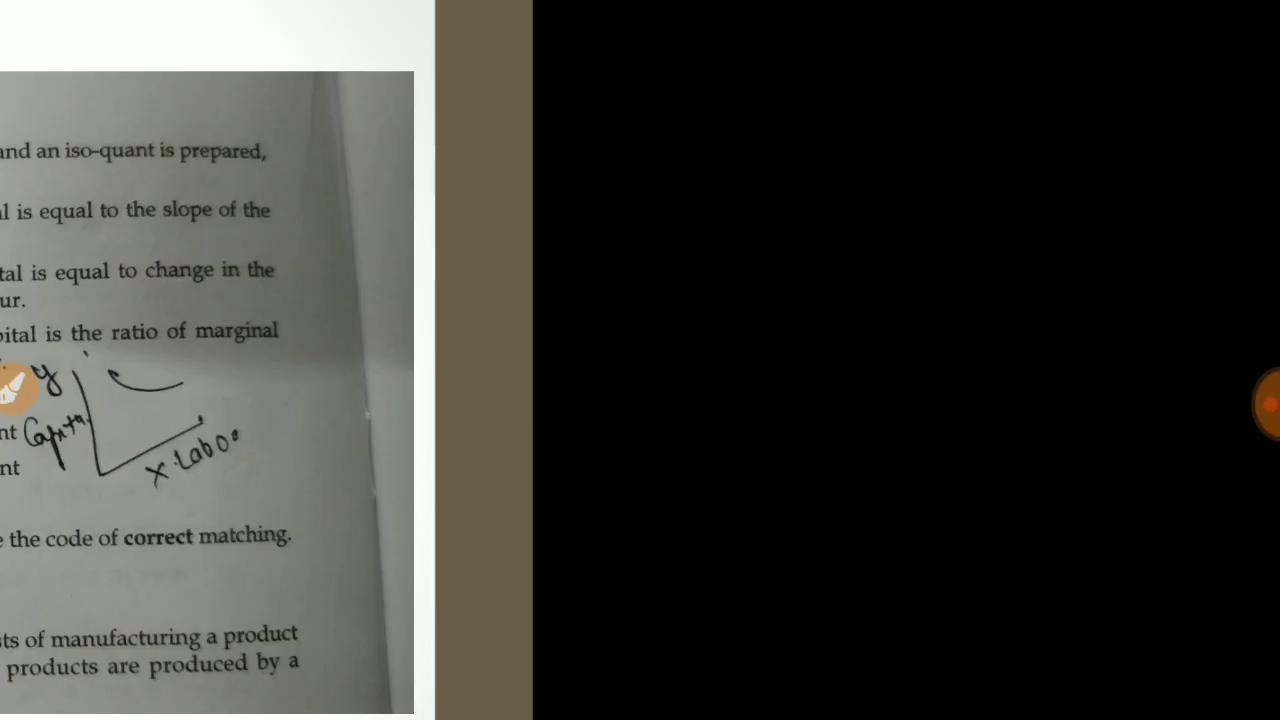 and an iso-quant is prepared,
l is equal to the slope of the
tal is equal to change in the
ur.
pital is the ratio of marginal
y
nt Capital
X. Labo
nt
e the code of correct matching.
sts of manufacturing a product
products are produced by a